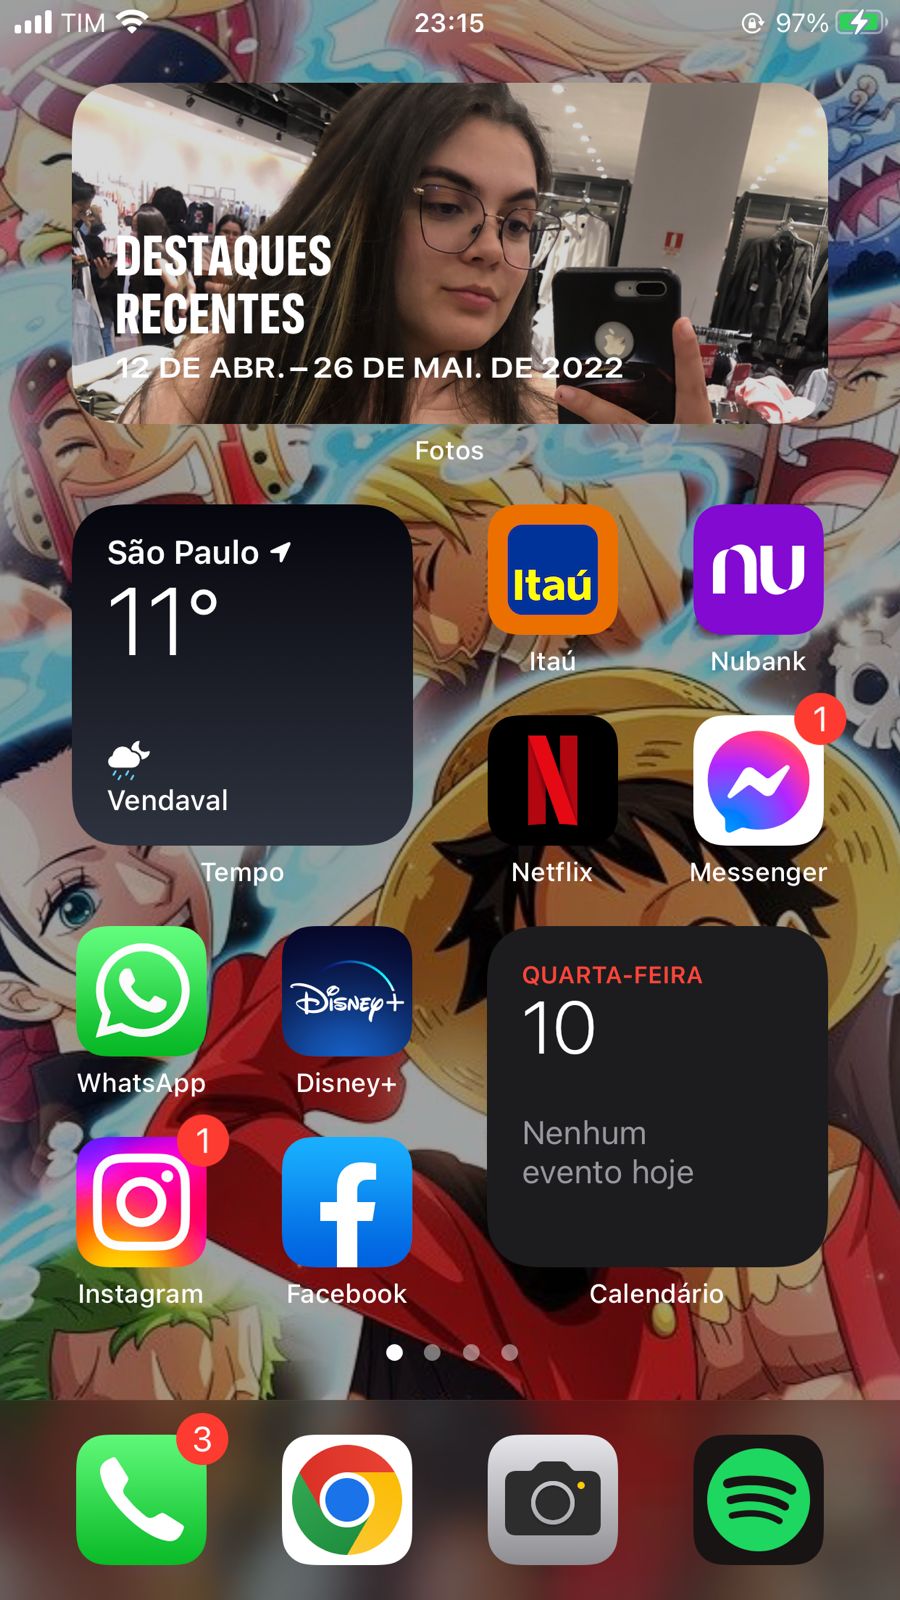 TIM 23:15 97%
DESTAQUES
RECENTES
12 DE ABR. – 26 DE MAI. DE 2022
Fotos
São Paulo
11°
Vendaval
Tempo
Itaú
Itaú
nu
Nubank
N
Netflix
1
Messenger
WhatsApp
Disney+
Disney+
QUARTA-FEIRA
10
Nenhum
evento hoje
Calendário
1
Instagram
f
Facebook
3